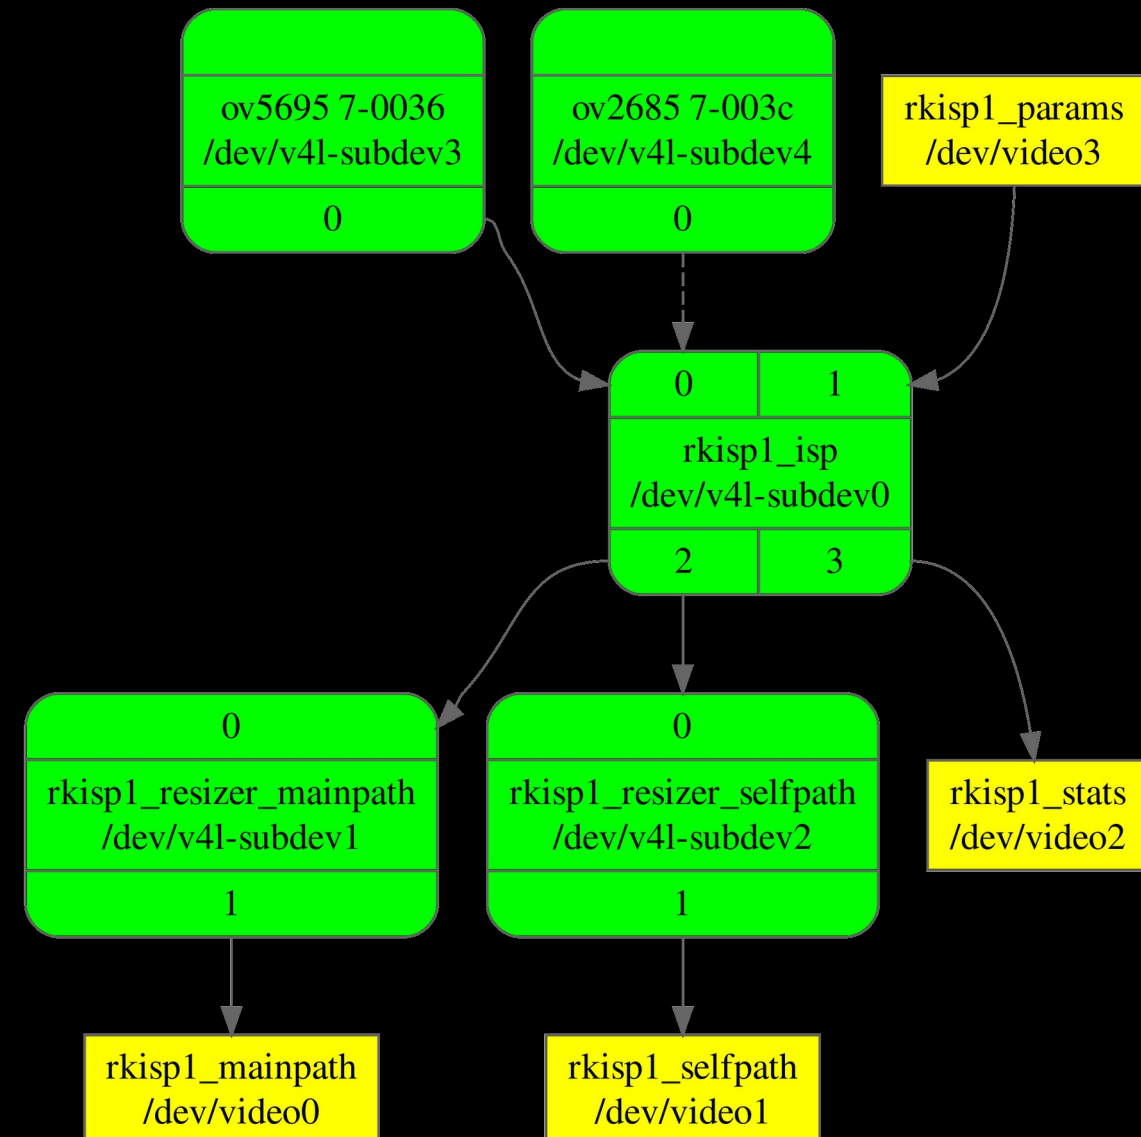 ov5695 7-0036
/dev/v4l-subdev3
0
ov2685 7-003c
/dev/v4l-subdev4
0
rkisp1_params
/dev/video3
0
1
rkisp1_isp
/dev/v4l-subdev0
2
3
0
rkisp1_resizer_mainpath
/dev/v4l-subdev1
1
0
rkisp1_resizer_selfpath
/dev/v4l-subdev2
1
rkisp1_stats
/dev/video2
rkisp1_mainpath
/dev/video0
rkisp1_selfpath
/dev/video1